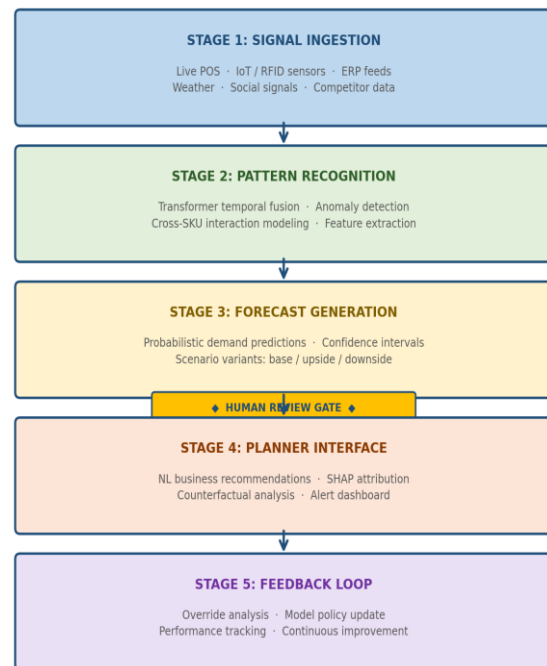 STAGE 1: SIGNAL INGESTION
Live POS · IoT / RFID sensors · ERP feeds
Weather · Social signals · Competitor data
STAGE 2: PATTERN RECOGNITION
Transformer temporal fusion · Anomaly detection
Cross-SKU interaction modeling · Feature extraction
STAGE 3: FORECAST GENERATION
Probabilistic demand predictions · Confidence intervals
Scenario variants: base / upside / downside
♦ HUMAN REVIEW GATE ♦
STAGE 4: PLANNER INTERFACE
NL business recommendations · SHAP attribution
Counterfactual analysis · Alert dashboard
STAGE 5: FEEDBACK LOOP
Override analysis · Model policy update
Performance tracking · Continuous improvement